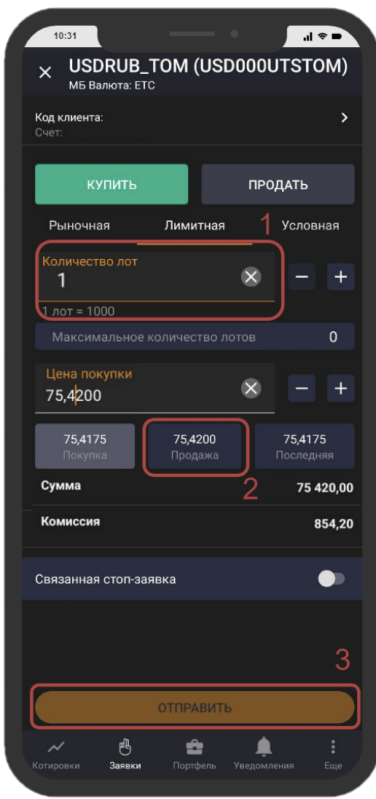 10:31
× USDRUB_TOM (USD000UTSTOM)
МБ Валюта: ETC
Код клиента: >
Счет:
КУПИТЬ ПРОДАТЬ
Рыночная Лимитная 1 Условная
Количество лот
1 − +
1 лот = 1000
Максимальное количество лотов 0
Цена покупки
75,4200 − +
75,4175 75,4200 75,4175
Покупка Продажа Последняя
2
Сумма 75 420,00
Комиссия 854,20
Связанная стоп-заявка
3
ОТПРАВИТЬ
Котировки Заявки Портфель Уведомления Еще